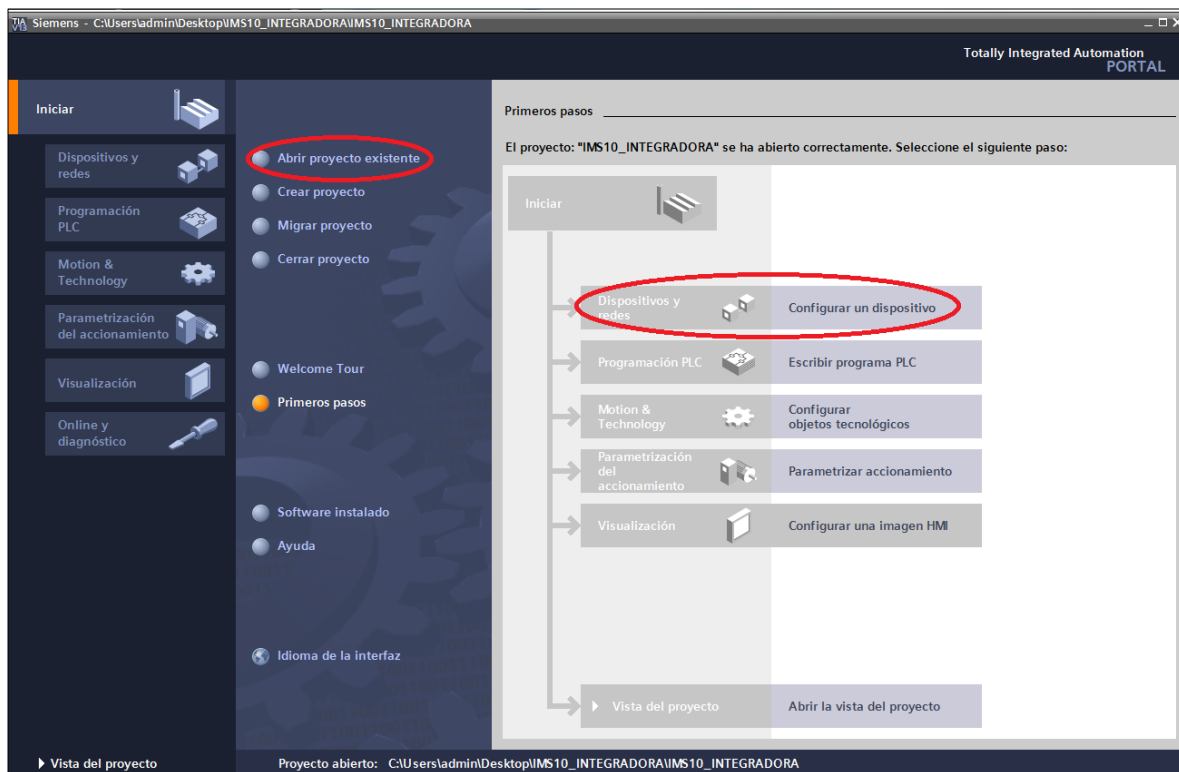 TIA V13
Siemens - C:\Users\admin\Desktop\IMS10_INTEGRADORA\IMS10_INTEGRADORA
Totally Integrated Automation
PORTAL
Iniciar
Dispositivos y
redes
Programación
PLC
Motion &
Technology
Parametrización
del accionamiento
Visualización
Online y
diagnóstico
Abrir proyecto existente
Crear proyecto
Migrar proyecto
Cerrar proyecto
Welcome Tour
Primeros pasos
Software instalado
Ayuda
Idioma de la interfaz
Primeros pasos
El proyecto: "IMS10_INTEGRADORA" se ha abierto correctamente. Seleccione el siguiente paso:
Iniciar
Dispositivos y
redes
Configurar un dispositivo
Programación PLC
Escribir programa PLC
Motion &
Technology
Configurar
objetos tecnológicos
Parametrización
del
accionamiento
Parametrizar accionamiento
Visualización
Configurar una imagen HMI
Vista del proyecto
Abrir la vista del proyecto
Vista del proyecto
Proyecto abierto: C:\Users\admin\Desktop\IMS10_INTEGRADORA\IMS10_INTEGRADORA